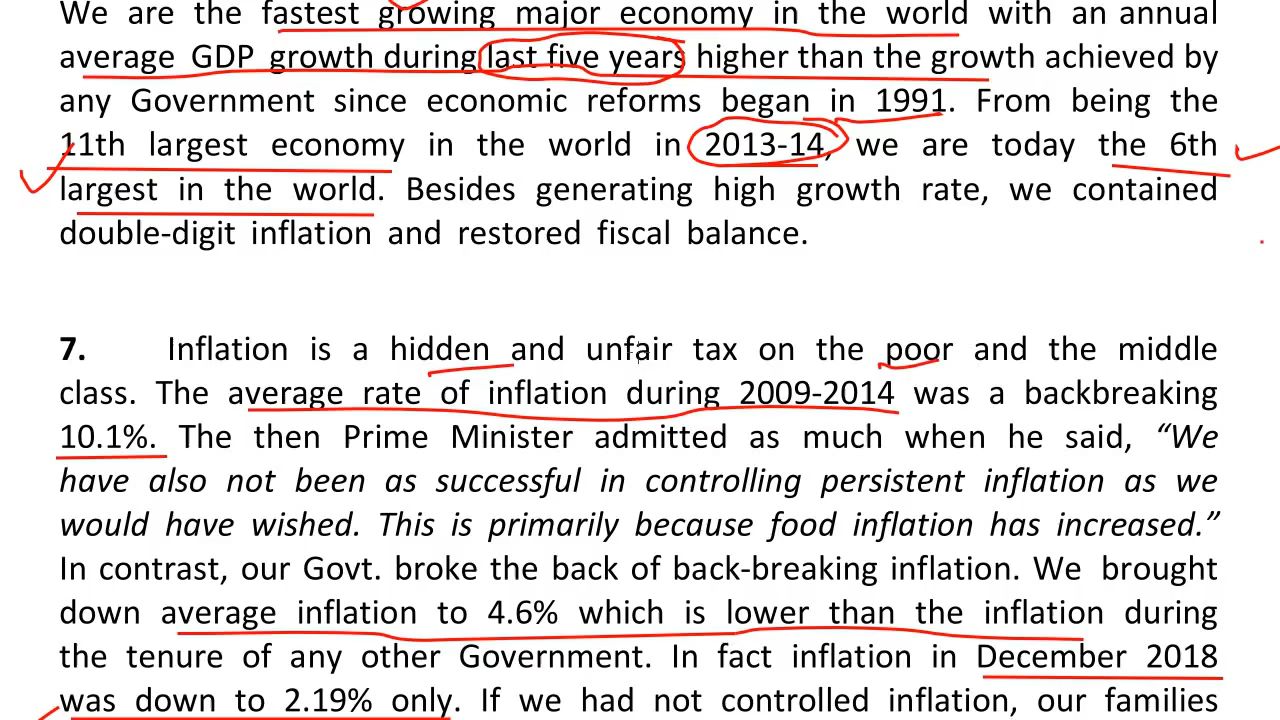 We are the fastest growing major economy in the world with an annual
average GDP growth during last five years higher than the growth achieved by
any Government since economic reforms began in 1991. From being the
11th largest economy in the world in 2013-14, we are today the 6th
largest in the world. Besides generating high growth rate, we contained
double-digit inflation and restored fiscal balance.
7. Inflation is a hidden and unfair tax on the poor and the middle
class. The average rate of inflation during 2009-2014 was a backbreaking
10.1%. The then Prime Minister admitted as much when he said, “We
have also not been as successful in controlling persistent inflation as we
would have wished. This is primarily because food inflation has increased.”
In contrast, our Govt. broke the back of back-breaking inflation. We brought
down average inflation to 4.6% which is lower than the inflation during
the tenure of any other Government. In fact inflation in December 2018
was down to 2.19% only. If we had not controlled inflation, our families